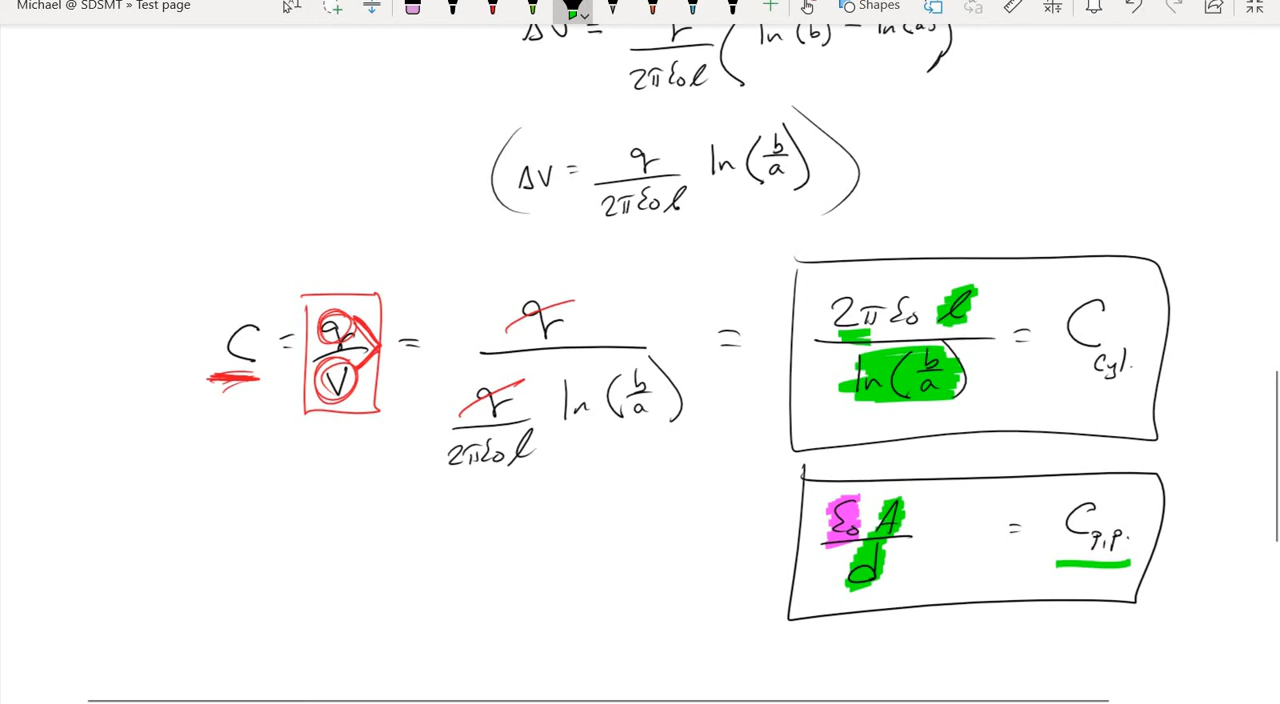 Michael @ SDSMT » Test page
Shapes
ΔV = q / 2πε₀l ( ln(b) - ln(a) )
( ΔV = q / 2πε₀l ln(b/a) )
C = q / V = q / (q / 2πε₀l) ln(b/a) = 2πε₀l / ln(b/a) = C cyl.
ε₀A / d = C p.p.